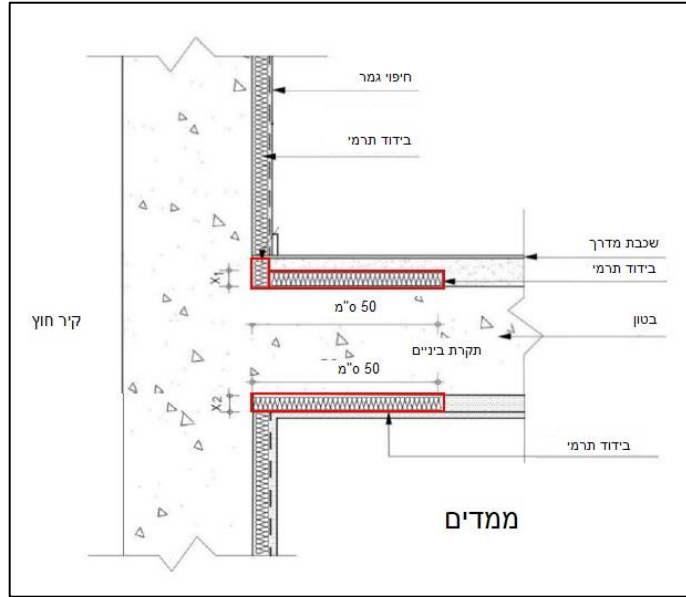 חיפוי גמר
בידוד תרמי
שכבת מדרך
בידוד תרמי
X1
50 ס"מ
בטון
קיר חוץ
תקרת ביניים
50 ס"מ
X2
בידוד תרמי
ממדים